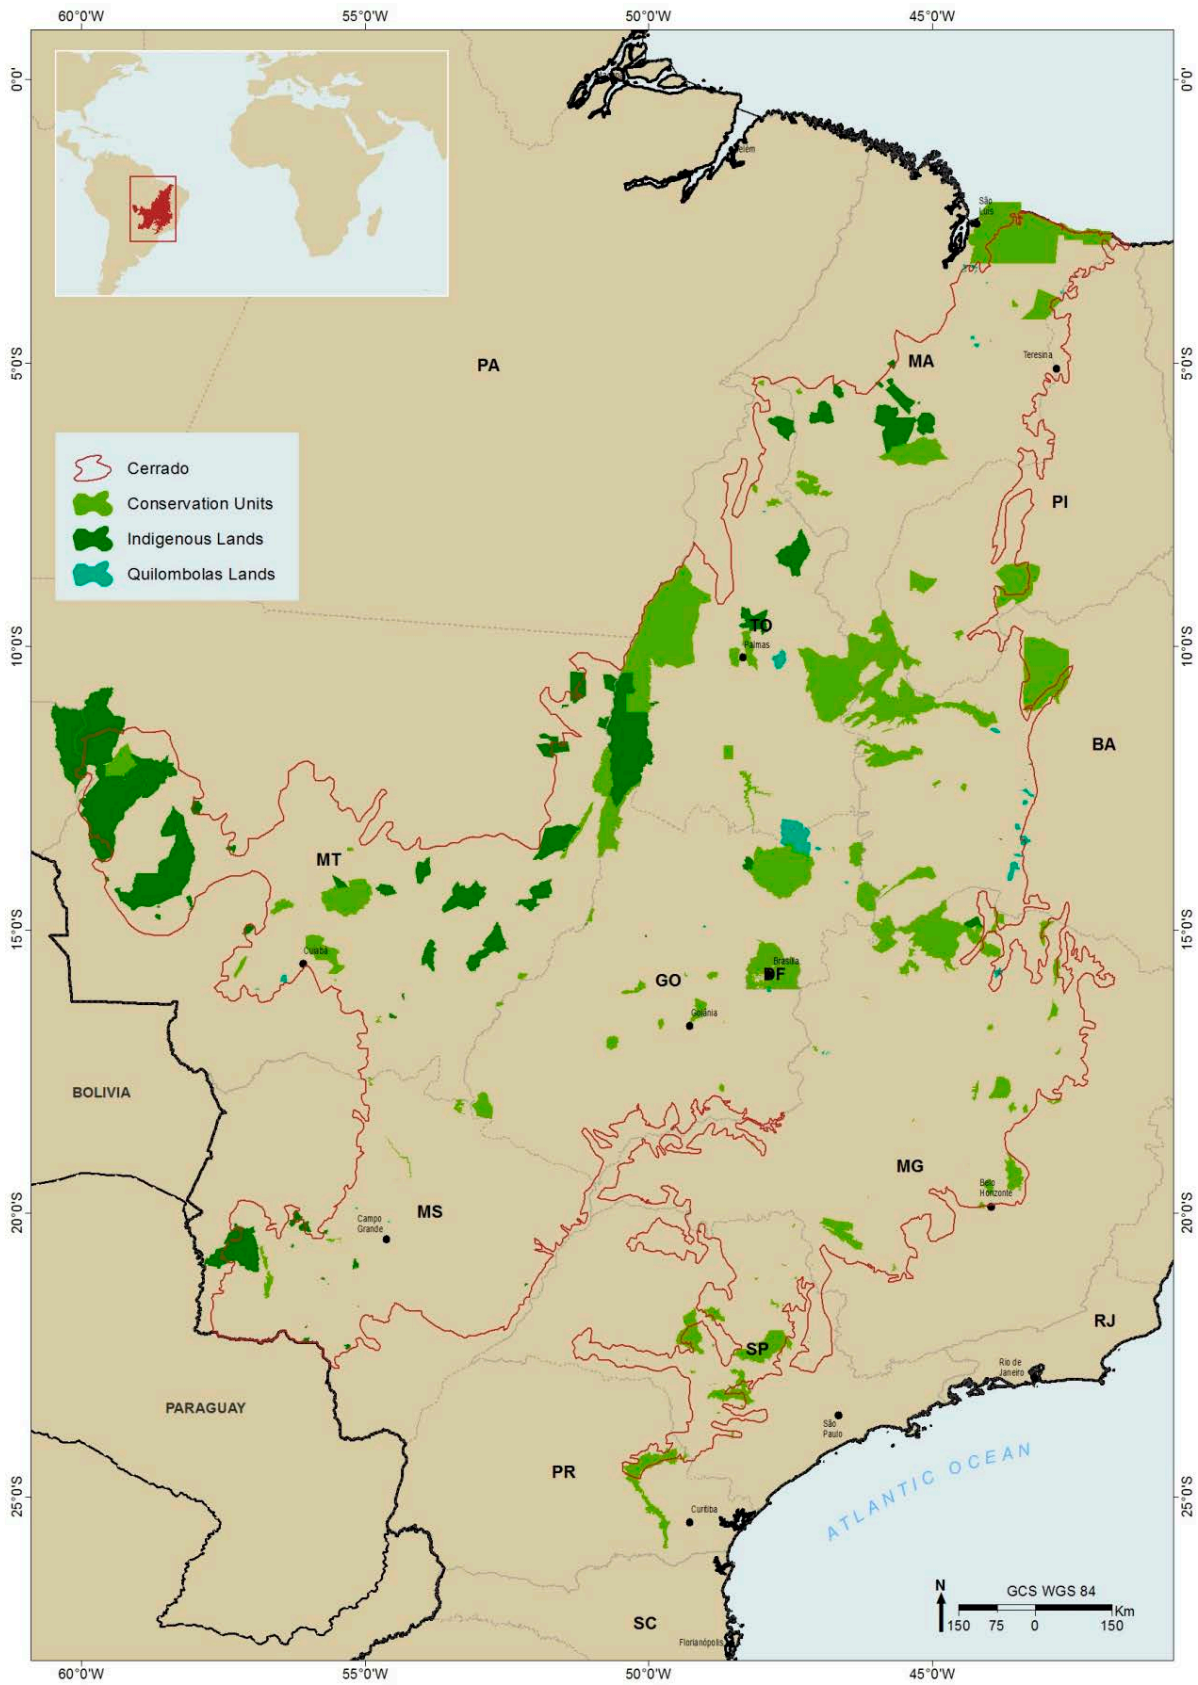 60°0'W 55°0'W 50°0'W 45°0'W
0°0' 0°0'
São
Luis
PA
MA
Teresina
5°0'S 5°0'S
Cerrado
Conservation Units
Indigenous Lands
Quilombolas Lands
PI
TO
Palmas
10°0'S 10°0'S
BA
MT
15°0'S 15°0'S
Cuiabá
GO
Brasília
DF
Goiânia
BOLIVIA
MG
Belo
Horizonte
MS
Campo
Grande
20°0'S 20°0'S
RJ
SP
Rio de
Janeiro
PARAGUAY
São
Paulo
PR
ATLANTIC OCEAN
25°0'S 25°0'S
Curitiba
N
GCS WGS 84
150 75 0 150 Km
SC
Florianópolis
60°0'W 55°0'W 50°0'W 45°0'W